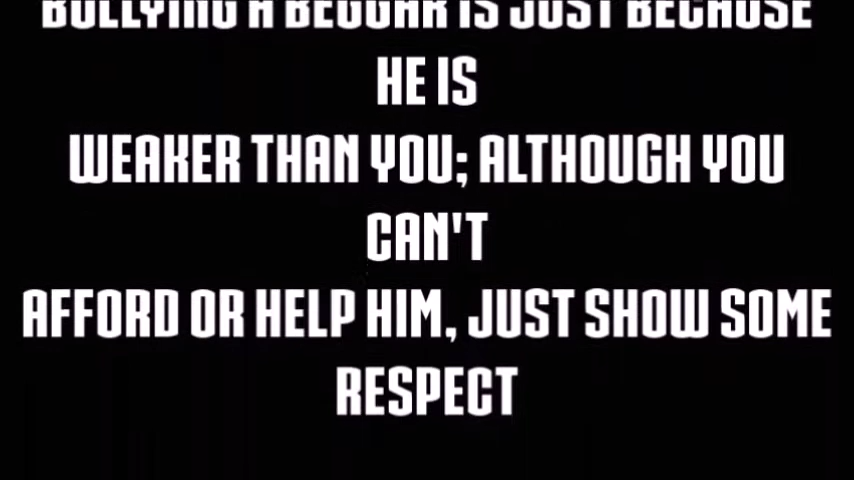 BULLYING A BEGGAR IS JUST BECAUSE
HE IS
WEAKER THAN YOU; ALTHOUGH YOU
CAN'T
AFFORD OR HELP HIM, JUST SHOW SOME
RESPECT